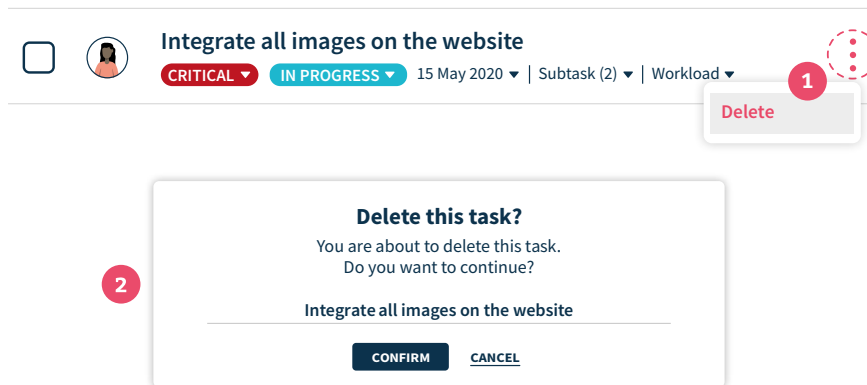 Integrate all images on the website
CRITICAL IN PROGRESS 15 May 2020 | Subtask (2) | Workload
1
Delete
Delete this task?
You are about to delete this task.
Do you want to continue?
2
Integrate all images on the website
CONFIRM CANCEL